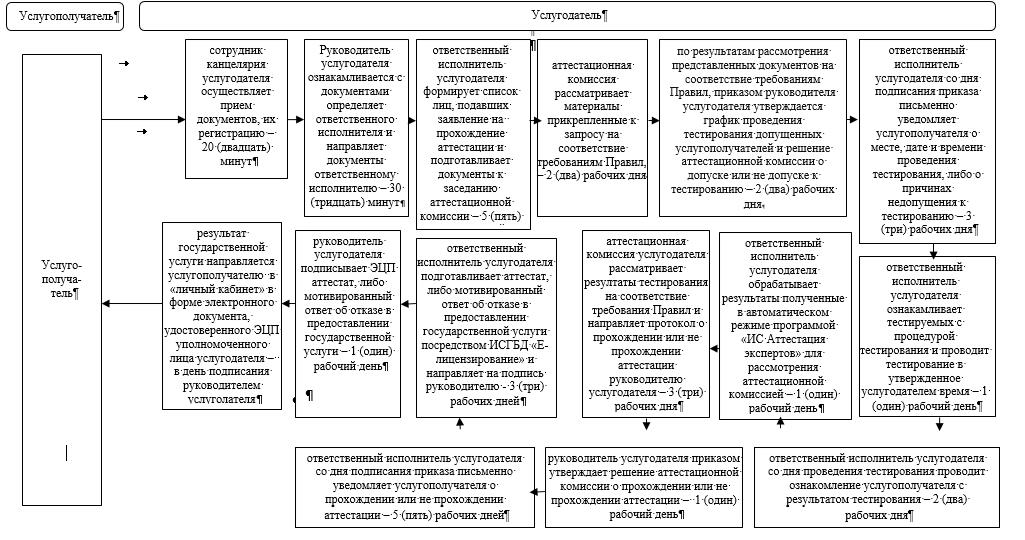 Услугополучатель¶
Услугодатель¶
¶
Услуго-
получа-
тель¶
сотрудник
канцелярия
услугодателя
осуществляет
прием
документов, их
регистрацию –
20 (двадцать)
минут¶
Руководитель
услугодателя
ознакамливается с
документами
определяет
ответственного
исполнителя и
направляет
документы
ответственному
исполнителю – 30
(тридцать) минут¶
ответственный
исполнитель
услугодателя
формирует список
лиц, подавших
заявление на
прохождение
аттестации и
подготавливает
документы к
заседанию
аттестационной
комиссии – 5 (пять)
аттестационная
комиссия
рассматривает
материалы
прикрепленные к
запросу на
соответствие
требованиям Правил,
– 2 (два) рабочих дня
по результатам рассмотрения
представленных документов на
соответствие требованиям
Правил, приказом руководителя
услугодателя утверждается
график проведения
тестирования допущенных
услугополучателей и решение
аттестационной комиссии о
допуске или не допуске к
тестированию – 2 (два) рабочих
дня¶
ответственный
исполнитель
услугодателя со дня
подписания приказа
письменно
уведомляет
услугополучателя о
месте, дате и времени
проведения
тестирования, либо о
причинах
недопущения к
тестированию – 3
(три) рабочих дня¶
результат
государственной
услуги направляется
услугополучателю в
«личный кабинет» в
форме электронного
документа,
удостоверенного ЭЦП
уполномоченного
лица услугодателя –
в день подписания
руководителем
услугодателя¶
руководитель
услугодателя
подписывает ЭЦП
аттестат, либо
мотивированный
ответ об отказе в
предоставлении
государственной
услуги – 1 (один)
рабочий день¶
¶
ответственный
исполнитель услугодателя
подготавливает аттестат,
либо мотивированный
ответ об отказе в
предоставлении
государственной услуги
посредством ИСГБД «Е-
лицензирование» и
направляет на подпись
руководителю - 3 (три)
рабочих дней¶
аттестационная
комиссия услугодателя
рассматривает
резултаты тестирования
на соответствие
требования Правил и
направляет протокол о
прохождении или не
прохождении
аттестации
руководителю
услугодателя – 3 (три)
рабочих дня¶
ответственный
исполнитель
услугодателя
обрабатывает
результаты полученные
в автоматическом
режиме программой
«ИС Аттестация
экспертов» для
рассмотрения
аттестационной
комиссией – 1 (один)
рабочий день¶
ответственный
исполнитель
услугодателя
ознакамливает
тестируемых с
процедурой
тестирования и проводит
тестирование в
утвержденное
услугодателем время – 1
(один) рабочий день¶
ответственный исполнитель услугодателя
со дня подписания приказа письменно
уведомляет услугополучателя о
прохождении или не прохождении
аттестации – 5 (пять) рабочих дней¶
руководитель услугодателя приказом
утверждает решение аттестационной
комиссии о прохождении или не
прохождении аттестации – 1 (один)
рабочий день¶
ответственный исполнитель услугодателя
со дня проведения тестирования проводит
ознакомление услугополучателя с
результатом тестирования – 2 (два)
рабочих дня¶